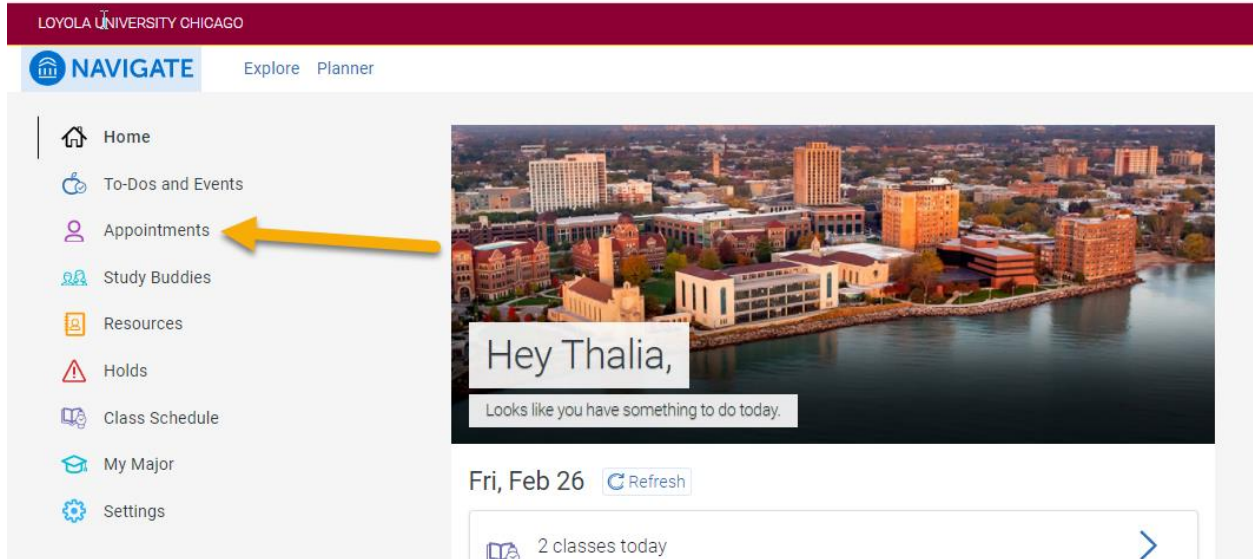 LOYOLA UNIVERSITY CHICAGO
NAVIGATE Explore Planner
Home
To-Dos and Events
Appointments
Study Buddies
Resources
Holds
Class Schedule
My Major
Settings
Hey Thalia,
Looks like you have something to do today.
Fri, Feb 26 Refresh
2 classes today